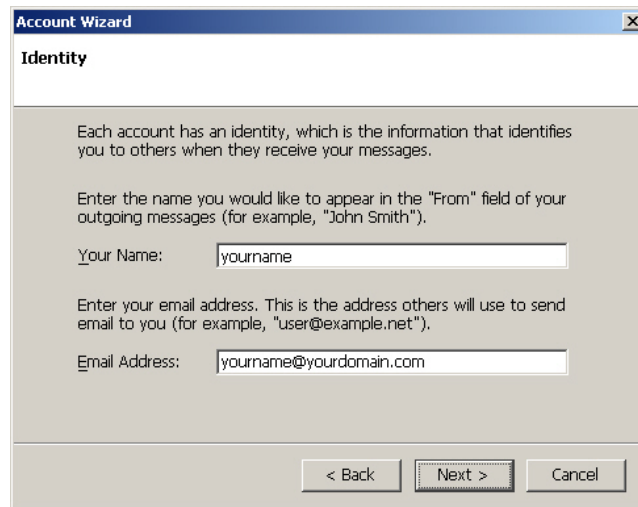 Account Wizard
Identity
Each account has an identity, which is the information that identifies
you to others when they receive your messages.
Enter the name you would like to appear in the "From" field of your
outgoing messages (for example, "John Smith").
Your Name: yourname
Enter your email address. This is the address others will use to send
email to you (for example, "user@example.net").
Email Address: yourname@yourdomain.com
< Back Next > Cancel